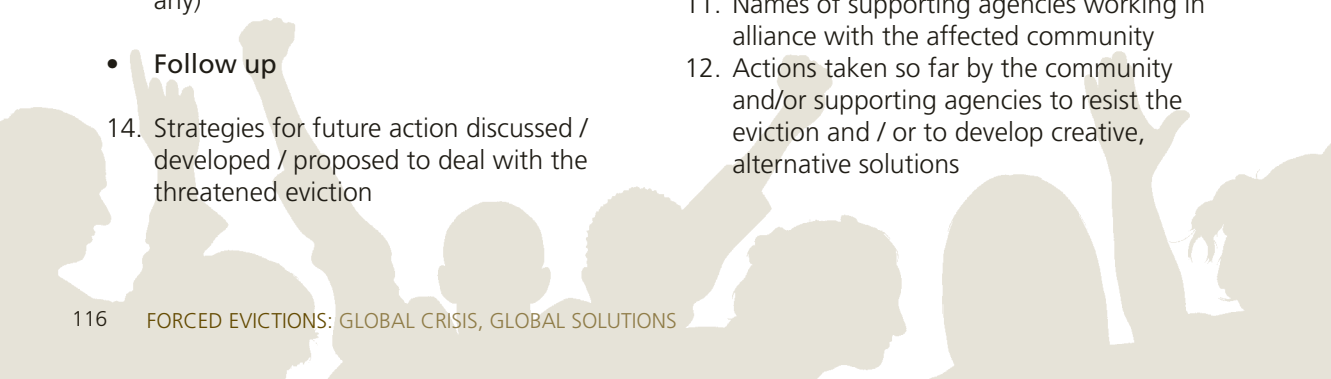 any)
• Follow up
14. Strategies for future action discussed /
developed / proposed to deal with the
threatened eviction
11. Names of supporting agencies working in
alliance with the affected community
12. Actions taken so far by the community
and/or supporting agencies to resist the
eviction and / or to develop creative,
alternative solutions
116 FORCED EVICTIONS: GLOBAL CRISIS, GLOBAL SOLUTIONS